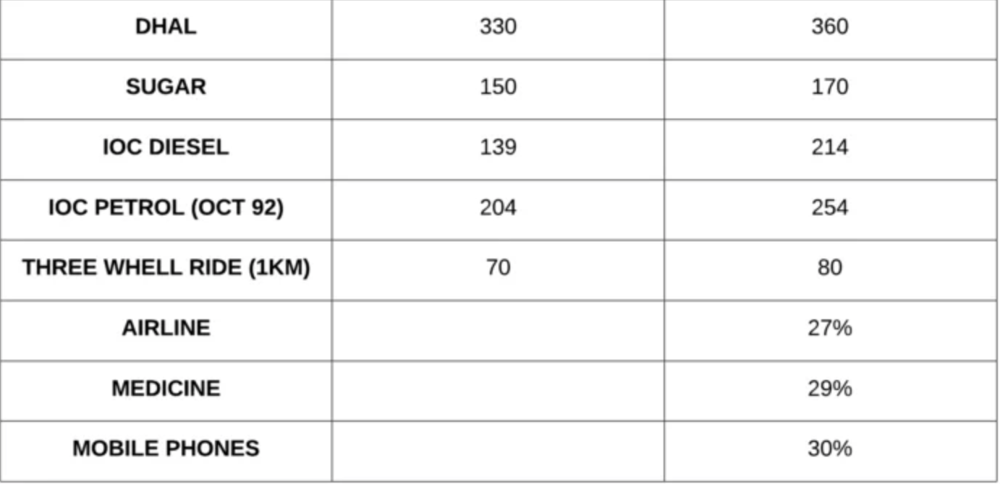 DHAL 330 360
SUGAR 150 170
IOC DIESEL 139 214
IOC PETROL (OCT 92) 204 254
THREE WHELL RIDE (1KM) 70 80
AIRLINE 27%
MEDICINE 29%
MOBILE PHONES 30%